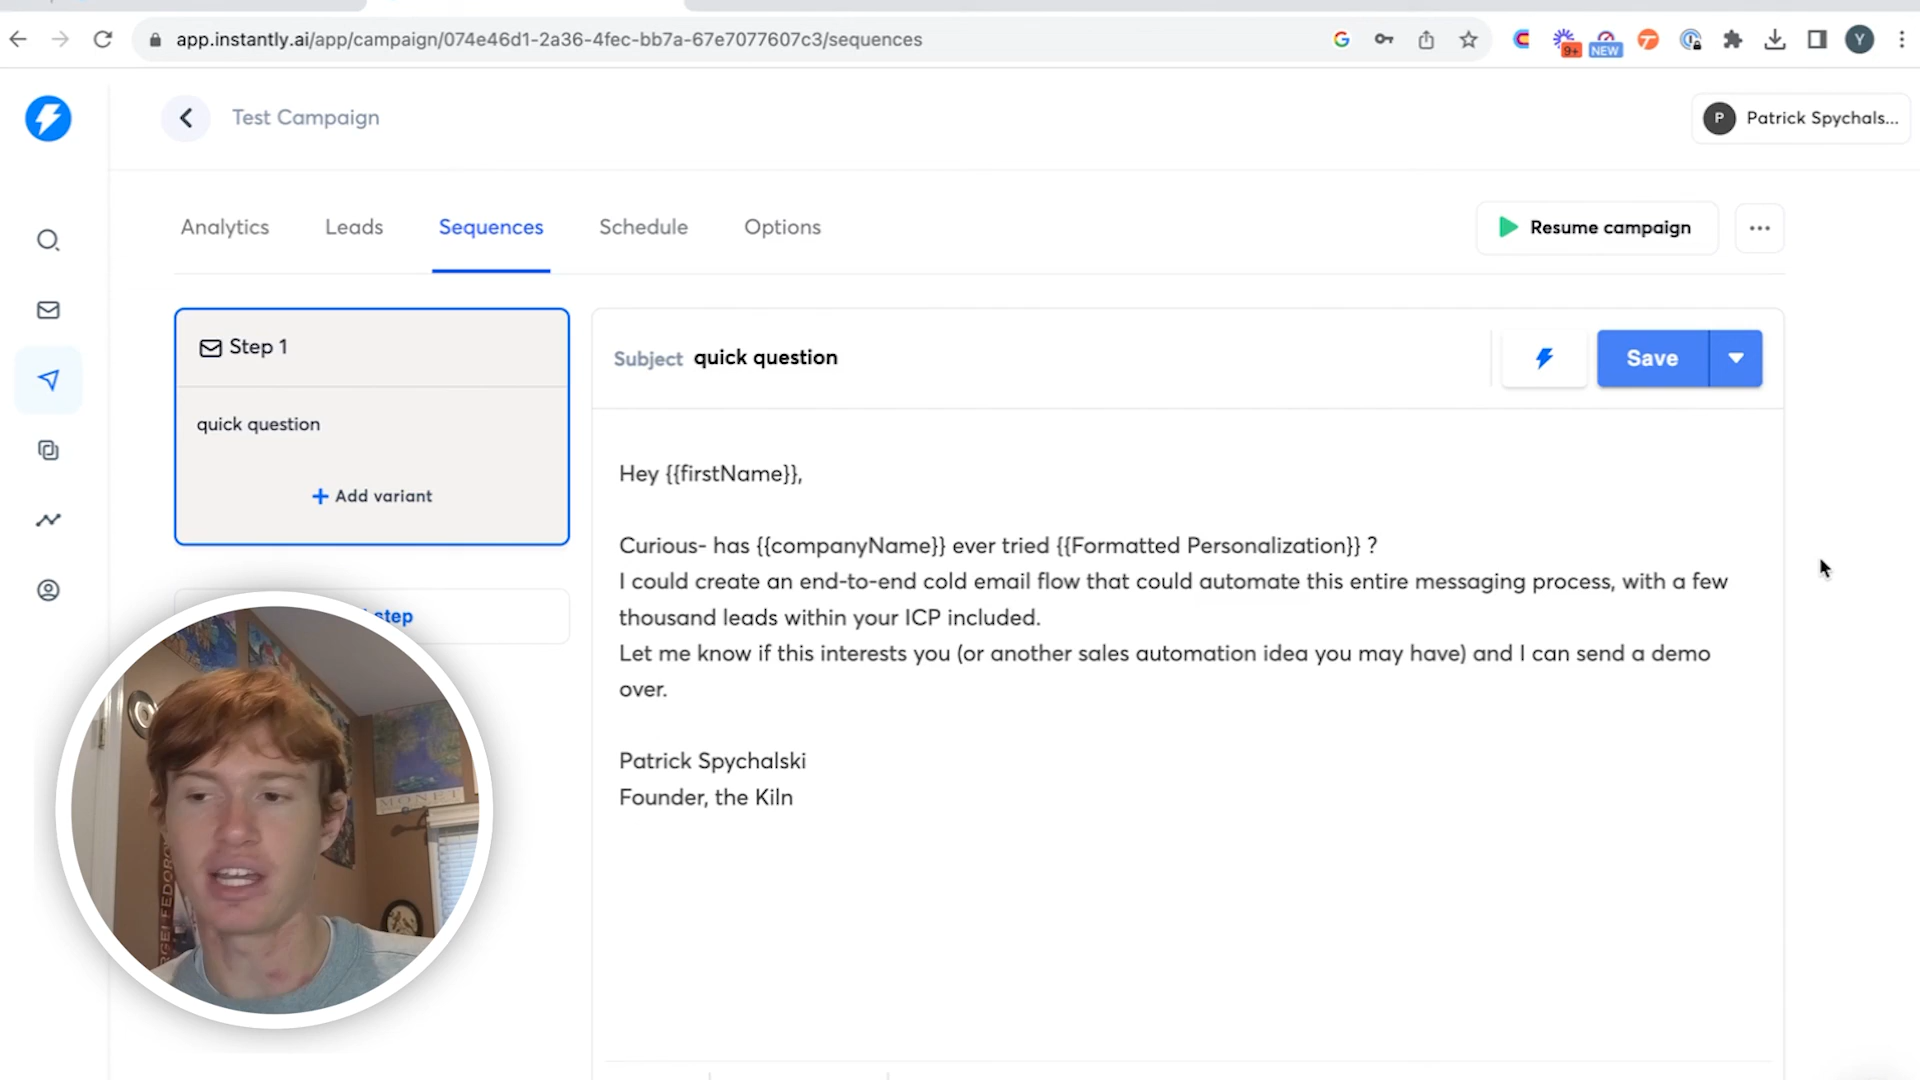 app.instantly.ai/app/campaign/074e46d1-2a36-4fec-bb7a-67e7077607c3/sequences
9+
NEW
Y
Test Campaign
P
Patrick Spychals...
Analytics
Leads
Sequences
Schedule
Options
Resume campaign
Step 1
quick question
Add variant
step
Subject quick question
Save
Hey {{firstName}},
Curious- has {{companyName}} ever tried {{Formatted Personalization}} ?
I could create an end-to-end cold email flow that could automate this entire messaging process, with a few
thousand leads within your ICP included.
Let me know if this interests you (or another sales automation idea you may have) and I can send a demo
over.
Patrick Spychalski
Founder, the Kiln
MONET